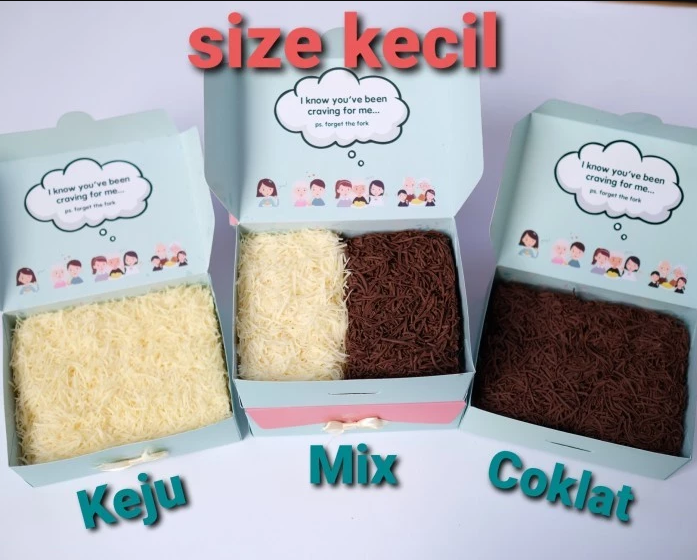 size kecil
I know you've been
craving for me...
ps. forget the fork
I know you've been
craving for me...
ps. forget the fork
I know you've been
craving for me...
ps. forget the fork
Keju
Mix
Coklat